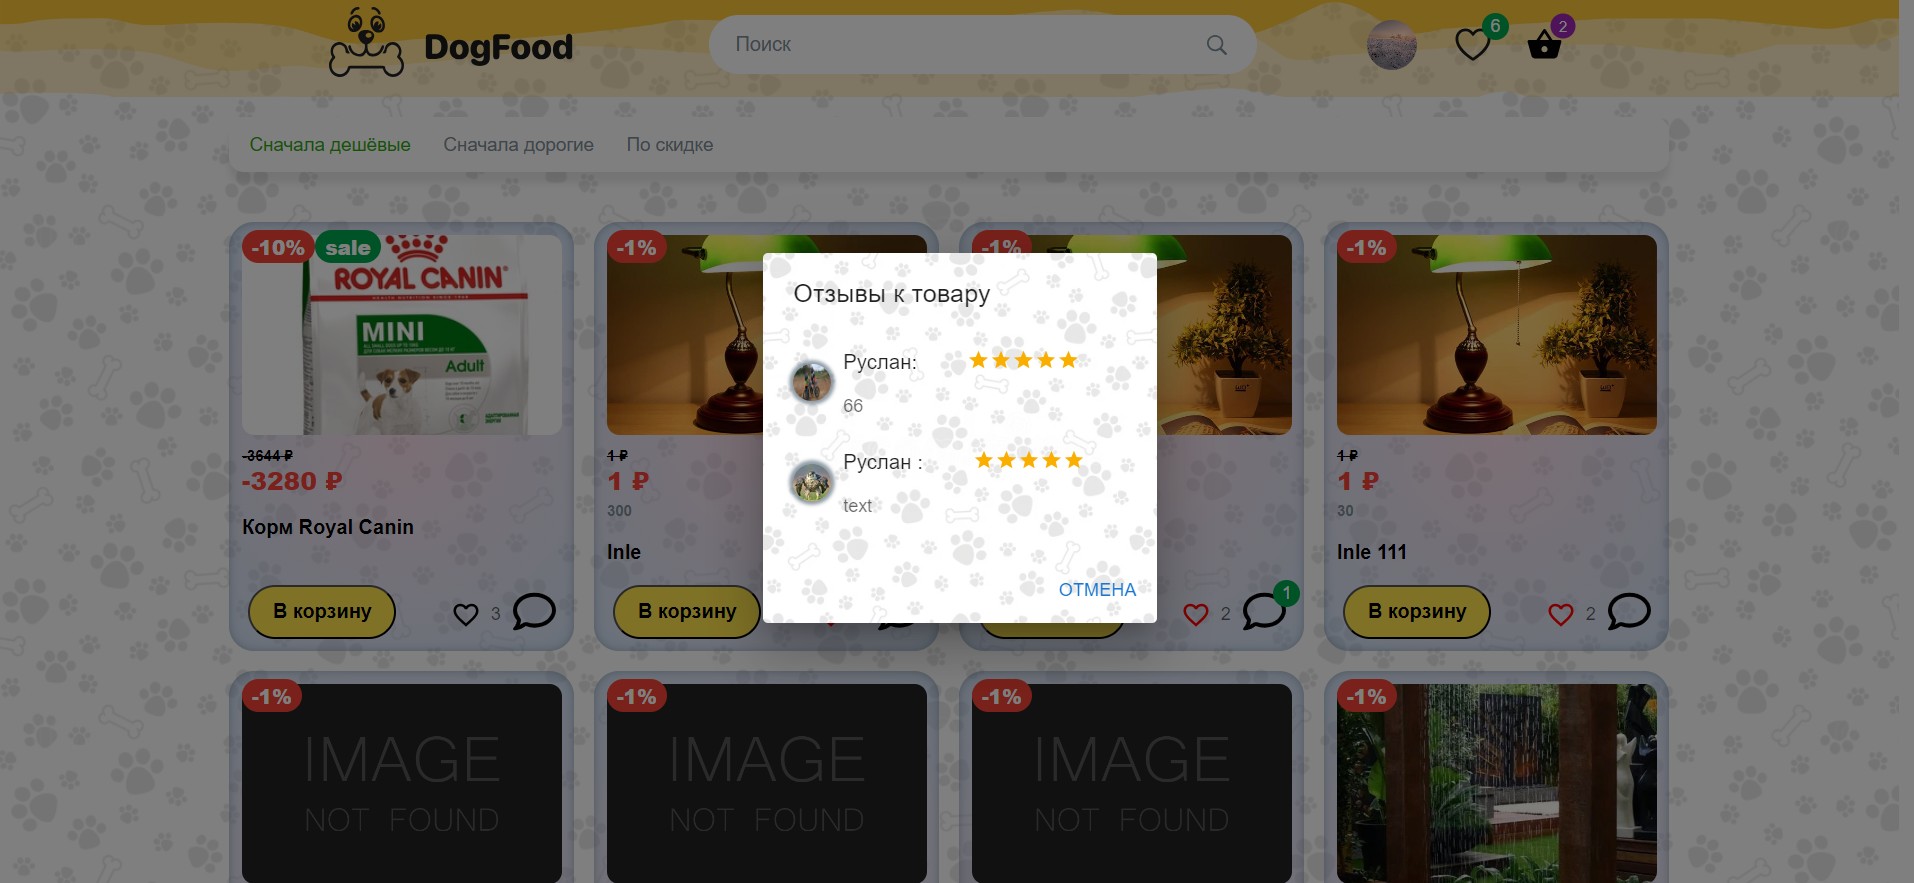 DogFood
Поиск
6
2
Сначала дешёвые Сначала дорогие По скидке
-10% sale
ROYAL CANIN
MINI
Adult
-3644 ₽
-3280 ₽
Корм Royal Canin
В корзину
3
-1%
1 ₽
1 ₽
300
Inle
В корзину
-1%
2
1
-1%
1 ₽
1 ₽
30
Inle 111
В корзину
2
Отзывы к товару
Руслан:
66
Руслан :
text
ОТМЕНА
-1%
IMAGE
NOT FOUND
-1%
IMAGE
NOT FOUND
-1%
IMAGE
NOT FOUND
-1%